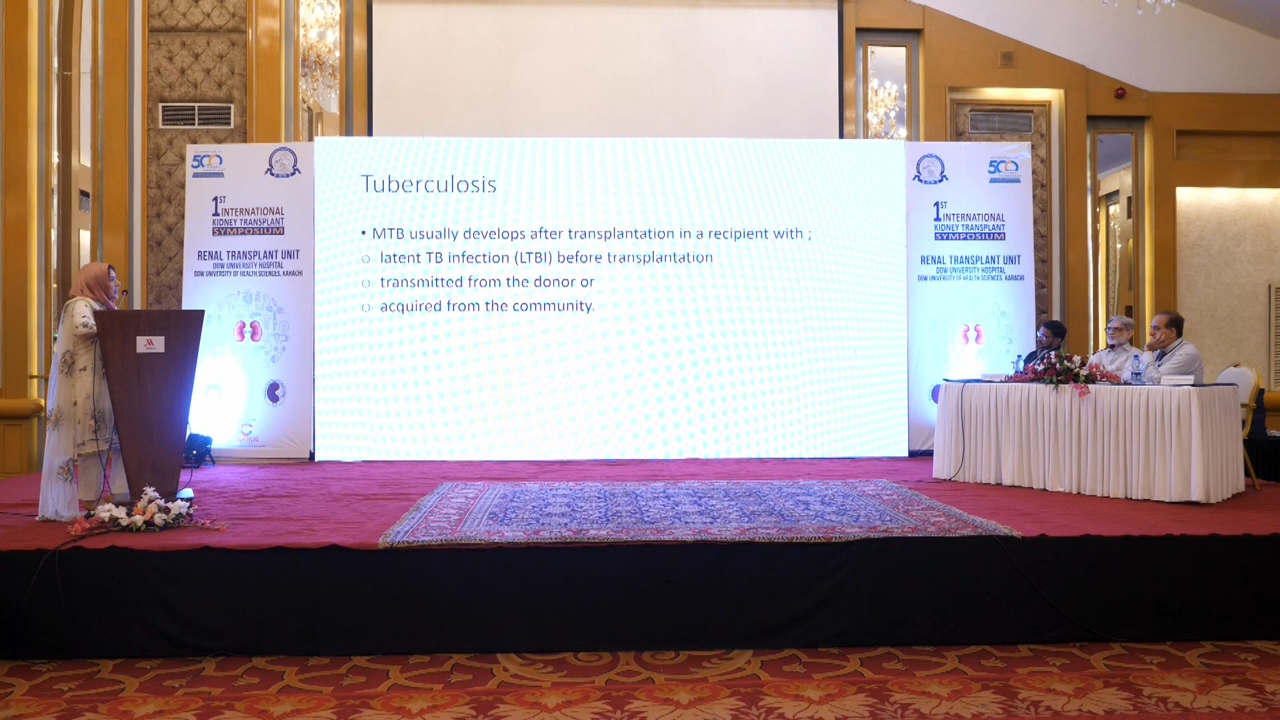 500
1ST
INTERNATIONAL
KIDNEY TRANSPLANT
SYMPOSIUM
RENAL TRANSPLANT UNIT
DOW UNIVERSITY HOSPITAL
DOW UNIVERSITY OF HEALTH SCIENCES, KARACHI
Tuberculosis
• MTB usually develops after transplantation in a recipient with ;
o latent TB infection (LTBI) before transplantation
o transmitted from the donor or
o acquired from the community.
500
1ST
INTERNATIONAL
KIDNEY TRANSPLANT
SYMPOSIUM
RENAL TRANSPLANT UNIT
DOW UNIVERSITY HOSPITAL
DOW UNIVERSITY OF HEALTH SCIENCES, KARACHI